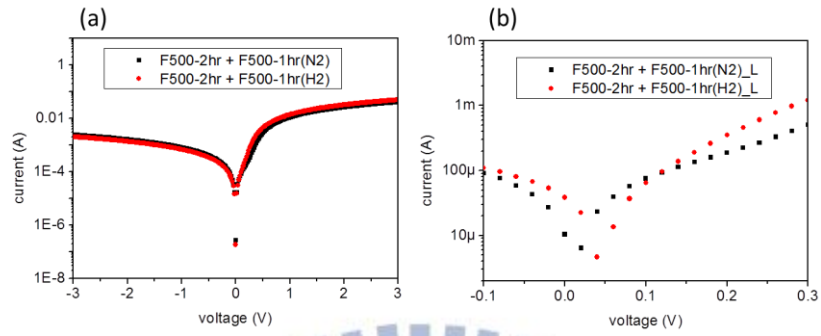 (a)
F500-2hr + F500-1hr(N2)
F500-2hr + F500-1hr(H2)
1
0.01
1E-4
1E-6
1E-8
current (A)
-3
-2
-1
0
1
2
3
voltage (V)
(b)
F500-2hr + F500-1hr(N2)_L
F500-2hr + F500-1hr(H2)_L
10m
1m
100μ
10μ
current (A)
-0.1
0.0
0.1
0.2
0.3
voltage (V)